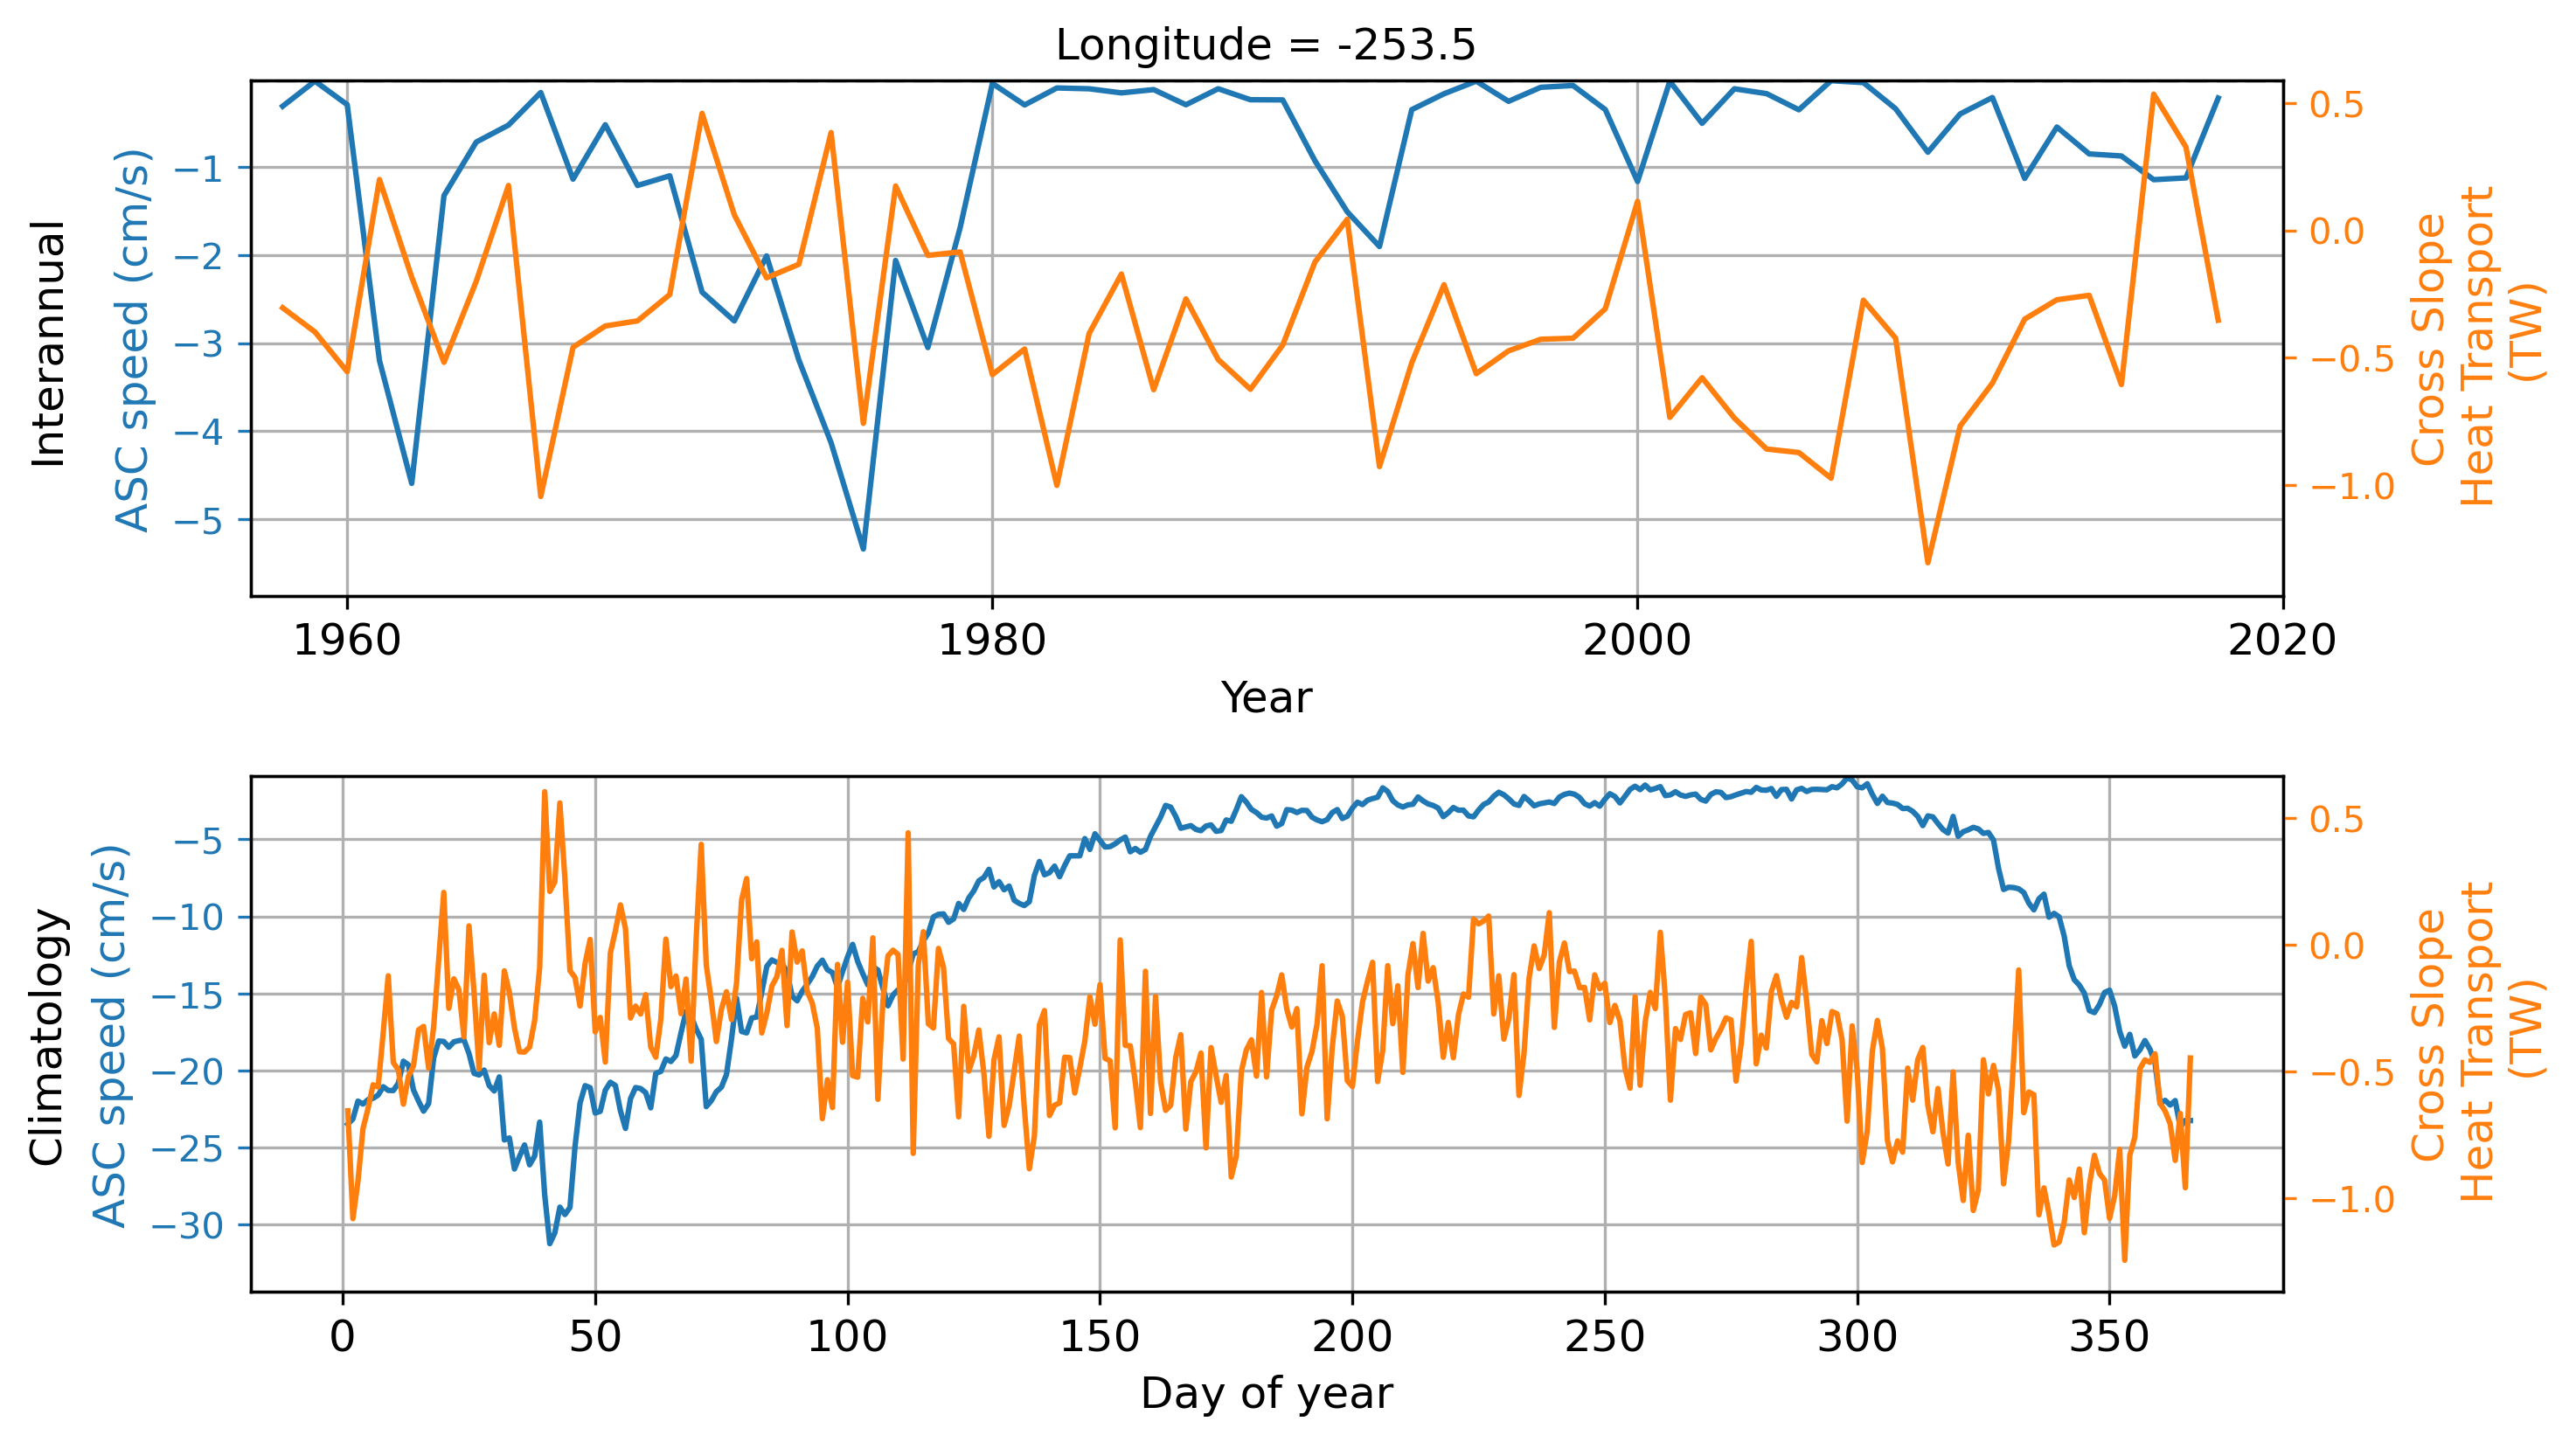 Longitude = -253.5
Interannual
ASC speed (cm/s)
−1
−2
−3
−4
−5
0.5
0.0
−0.5
−1.0
Cross Slope
Heat Transport
(TW)
1960
1980
2000
2020
Year
Climatology
ASC speed (cm/s)
−5
−10
−15
−20
−25
−30
0.5
0.0
−0.5
−1.0
Cross Slope
Heat Transport
(TW)
0
50
100
150
200
250
300
350
Day of year